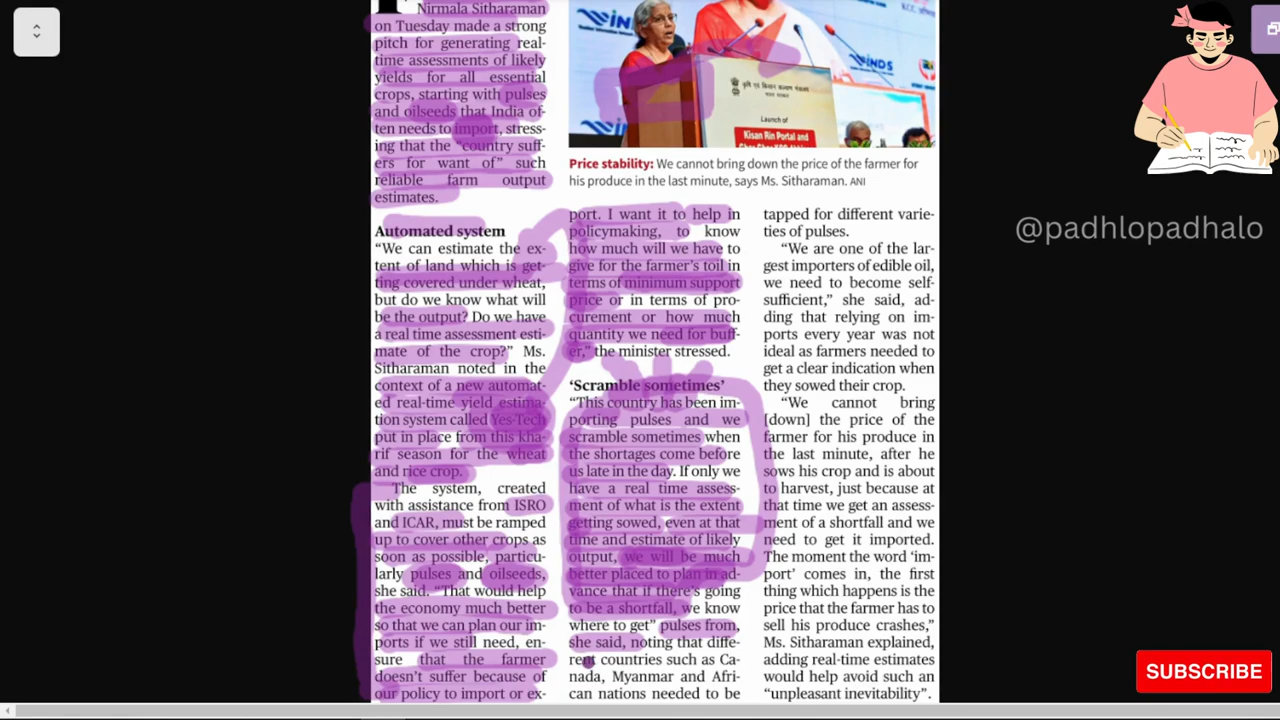 Nirmala Sitharaman
on Tuesday made a strong
pitch for generating real-
time assessments of likely
yields for all essential
crops, starting with pulses
and oilseeds that India of-
ten needs to import, stress-
ing that the “country suff-
ers for want of” such
reliable farm output
estimates.
Automated system
“We can estimate the ex-
tent of land which is get-
ting covered under wheat,
but do we know what will
be the output? Do we have
a real time assessment esti-
mate of the crop?” Ms.
Sitharaman noted in the
context of a new automat-
ed real-time yield estima-
tion system called Yes-Tech
put in place from this kha-
rif season for the wheat
and rice crop.
The system, created
with assistance from ISRO
and ICAR, must be ramped
up to cover other crops as
soon as possible, particu-
larly pulses and oilseeds,
she said. “That would help
the economy much better
so that we can plan our im-
ports if we still need, en-
sure that the farmer
doesn’t suffer because of
our policy to import or ex-
WINDS
Launch of
Kisan Rin Portal and
Price stability: We cannot bring down the price of the farmer for
his produce in the last minute, says Ms. Sitharaman. ANI
port. I want it to help in
policymaking, to know
how much will we have to
give for the farmer’s toil in
terms of minimum support
price or in terms of pro-
curement or how much
quantity we need for buff-
er,” the minister stressed.
‘Scramble sometimes’
“This country has been im-
porting pulses and we
scramble sometimes when
the shortages come before
us late in the day. If only we
have a real time assess-
ment of what is the extent
getting sowed, even at that
time and estimate of likely
output, we will be much
better placed to plan in ad-
vance that if there’s going
to be a shortfall, we know
where to get” pulses from,
she said, noting that diffe-
rent countries such as Ca-
nada, Myanmar and Afri-
can nations needed to be
tapped for different varie-
ties of pulses.
“We are one of the lar-
gest importers of edible oil,
we need to become self-
sufficient,” she said, ad-
ding that relying on im-
ports every year was not
ideal as farmers needed to
get a clear indication when
they sowed their crop.
“We cannot bring
[down] the price of the
farmer for his produce in
the last minute, after he
sows his crop and is about
to harvest, just because at
that time we get an assess-
ment of a shortfall and we
need to get it imported.
The moment the word ‘im-
port’ comes in, the first
thing which happens is the
price that the farmer has to
sell his produce crashes,”
Ms. Sitharaman explained,
adding real-time estimates
would help avoid such an
“unpleasant inevitability”.
@padhlopadhalo
SUBSCRIBE